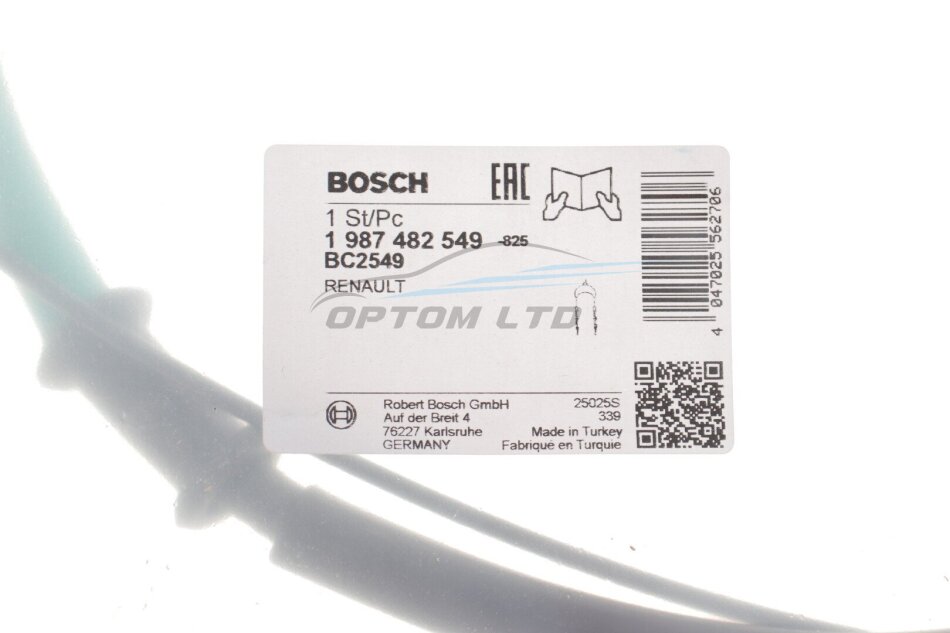 BOSCH EAC
1 St/Pc
1 987 482 549 -825
BC2549
RENAULT
OPTOM LTD
4 047025 562706
Robert Bosch GmbH
Auf der Breit 4
76227 Karlsruhe
GERMANY
25025S
339
Made in Turkey
Fabrique en Turquie